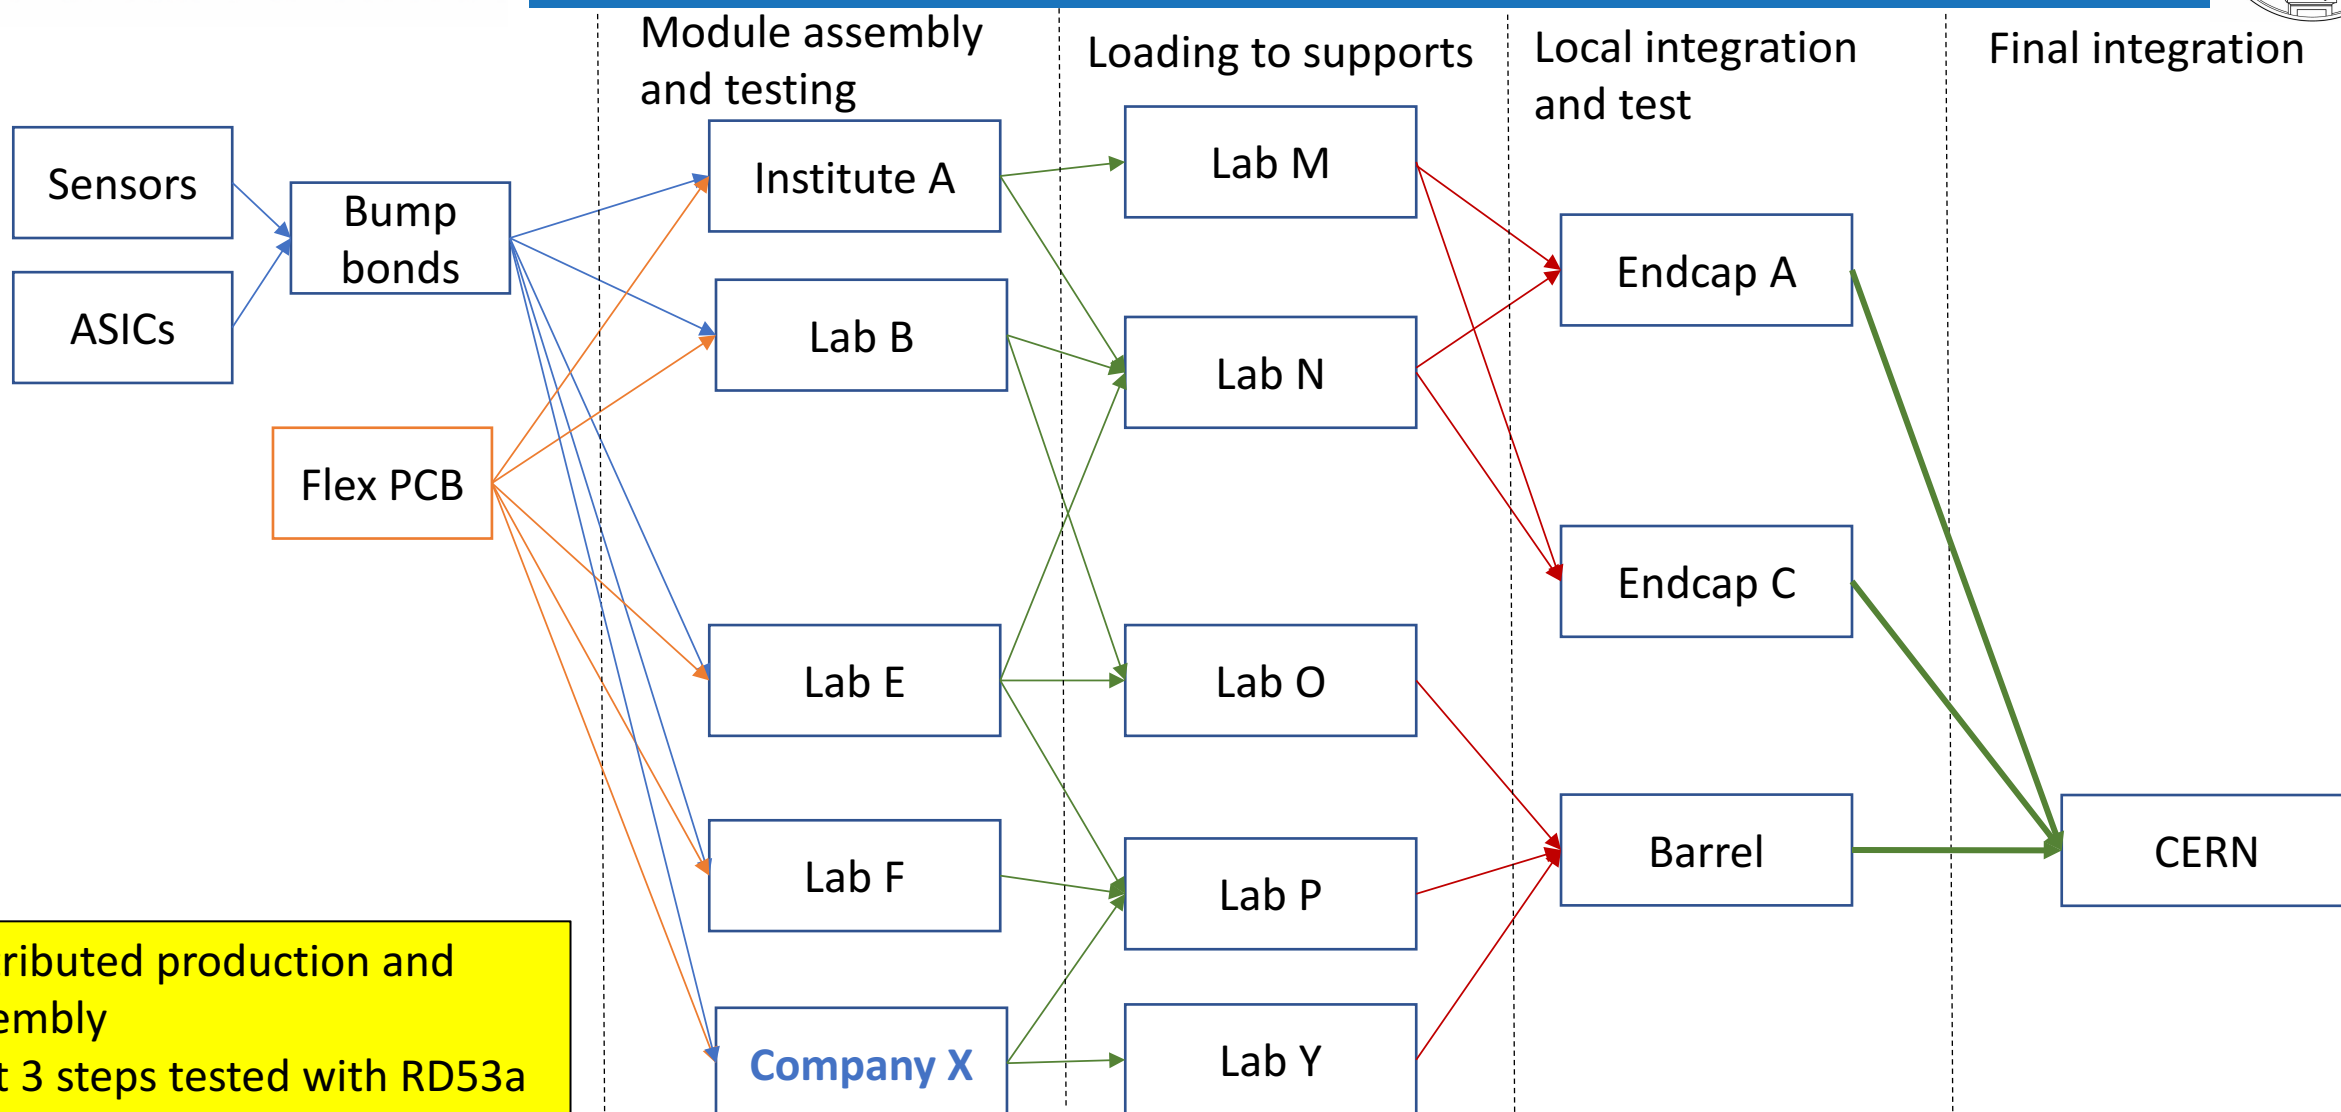 Module assembly
and testing
Loading to supports
Local integration
and test
Final integration
Sensors
ASICs
Bump
bonds
Flex PCB
Institute A
Lab B
Lab E
Lab F
Company X
Lab M
Lab N
Lab O
Lab P
Lab Y
Endcap A
Endcap C
Barrel
CERN
production and
3 steps tested with RD53a